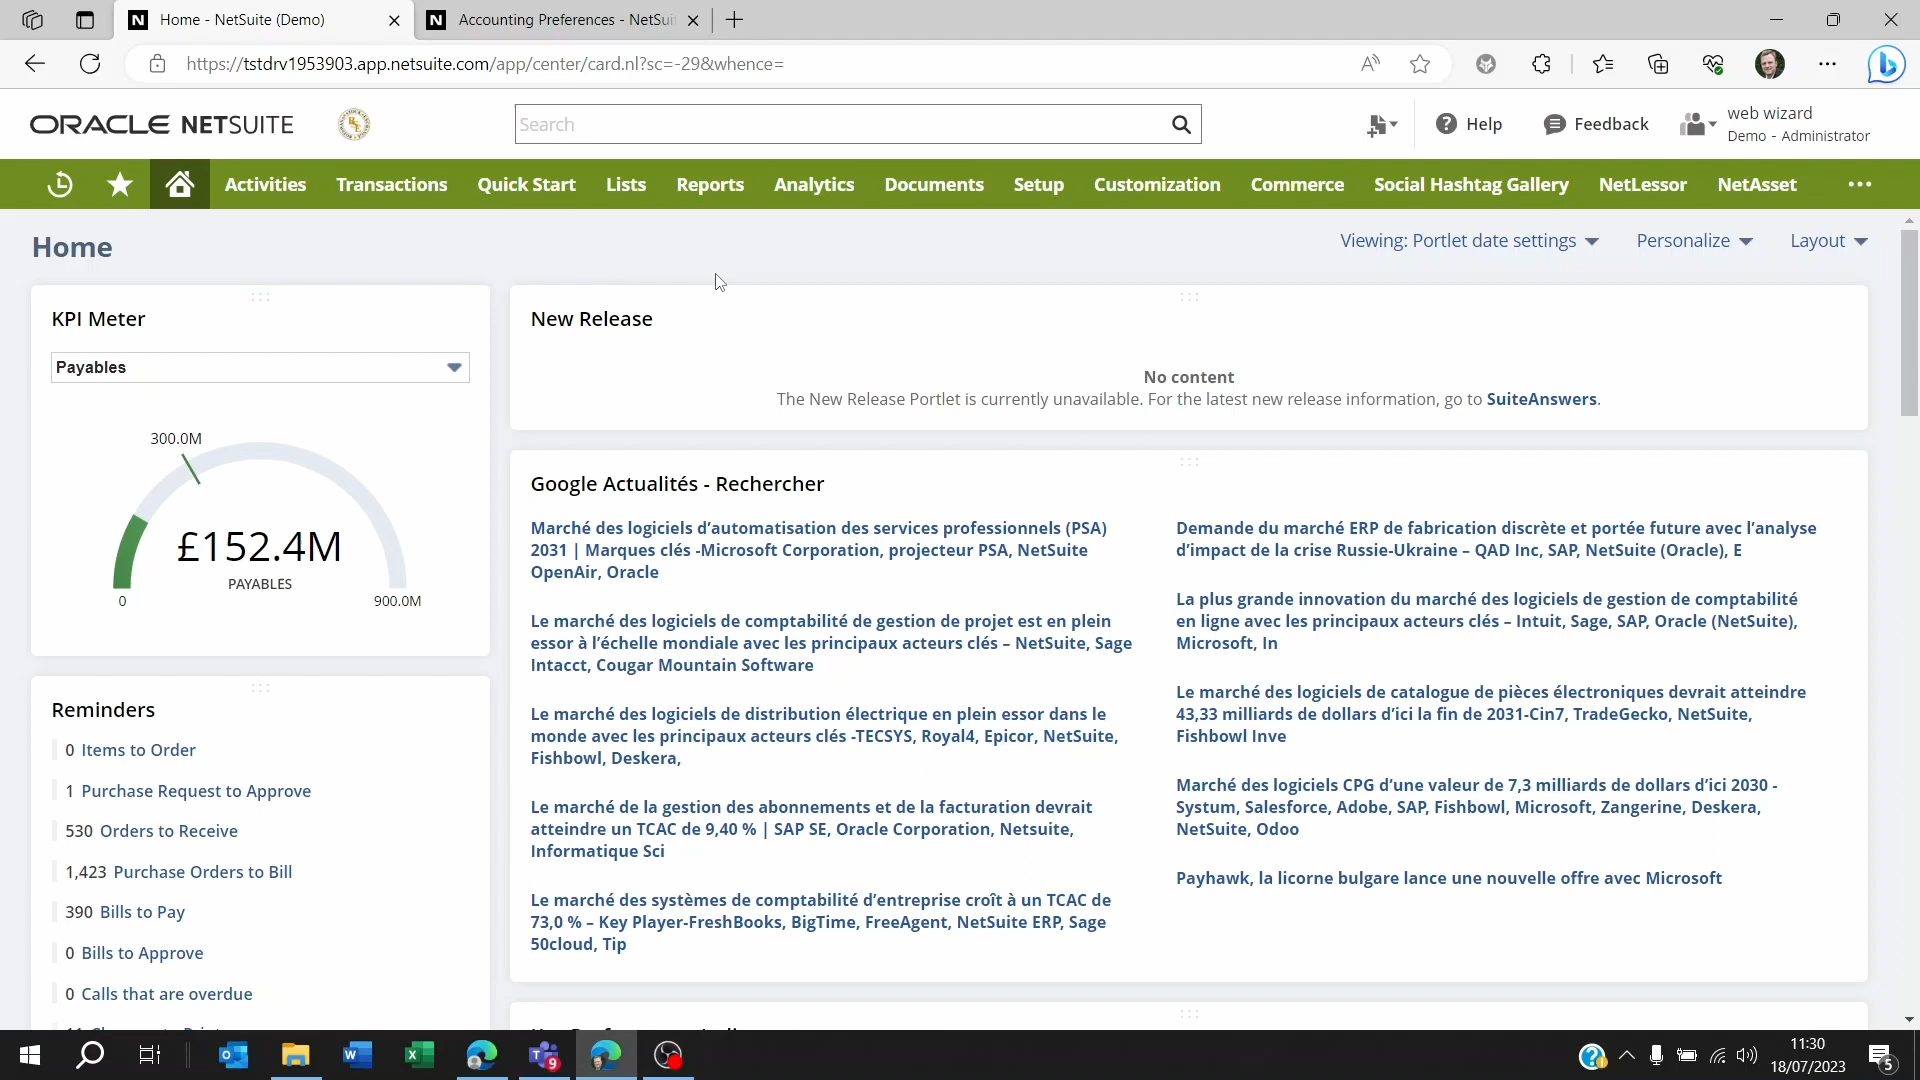 Home - NetSuite (Demo)
Accounting Preferences - NetSui
https://tstdrv1953903.app.netsuite.com/app/center/card.nl?sc=-29&whence=
ORACLE NETSUITE
Search
Help
Feedback
web wizard
Demo - Administrator
Activities
Transactions
Quick Start
Lists
Reports
Analytics
Documents
Setup
Customization
Commerce
Social Hashtag Gallery
NetLessor
NetAsset
Home
Viewing: Portlet date settings
Personalize
Layout
KPI Meter
Payables
300.0M
£152.4M
PAYABLES
0
900.0M
Reminders
0 Items to Order
1 Purchase Request to Approve
530 Orders to Receive
1,423 Purchase Orders to Bill
390 Bills to Pay
0 Bills to Approve
0 Calls that are overdue
New Release
No content
The New Release Portlet is currently unavailable. For the latest new release information, go to SuiteAnswers.
Google Actualités - Rechercher
Marché des logiciels d’automatisation des services professionnels (PSA)
2031 | Marques clés -Microsoft Corporation, projecteur PSA, NetSuite
OpenAir, Oracle
Le marché des logiciels de comptabilité de gestion de projet est en plein
essor à l’échelle mondiale avec les principaux acteurs clés – NetSuite, Sage
Intacct, Cougar Mountain Software
Le marché des logiciels de distribution électrique en plein essor dans le
monde avec les principaux acteurs clés -TECSYS, Royal4, Epicor, NetSuite,
Fishbowl, Deskera,
Le marché de la gestion des abonnements et de la facturation devrait
atteindre un TCAC de 9,40 % | SAP SE, Oracle Corporation, Netsuite,
Informatique Sci
Le marché des systèmes de comptabilité d’entreprise croît à un TCAC de
73,0 % – Key Player-FreshBooks, BigTime, FreeAgent, NetSuite ERP, Sage
50cloud, Tip
Demande du marché ERP de fabrication discrète et portée future avec l’analyse
d’impact de la crise Russie-Ukraine – QAD Inc, SAP, NetSuite (Oracle), E
La plus grande innovation du marché des logiciels de gestion de comptabilité
en ligne avec les principaux acteurs clés – Intuit, Sage, SAP, Oracle (NetSuite),
Microsoft, In
Le marché des logiciels de catalogue de pièces électroniques devrait atteindre
43,33 milliards de dollars d’ici la fin de 2031-Cin7, TradeGecko, NetSuite,
Fishbowl Inve
Marché des logiciels CPG d’une valeur de 7,3 milliards de dollars d’ici 2030 -
Systum, Salesforce, Adobe, SAP, Fishbowl, Microsoft, Zangerine, Deskera,
NetSuite, Odoo
Payhawk, la licorne bulgare lance une nouvelle offre avec Microsoft
9
11:30
18/07/2023
5